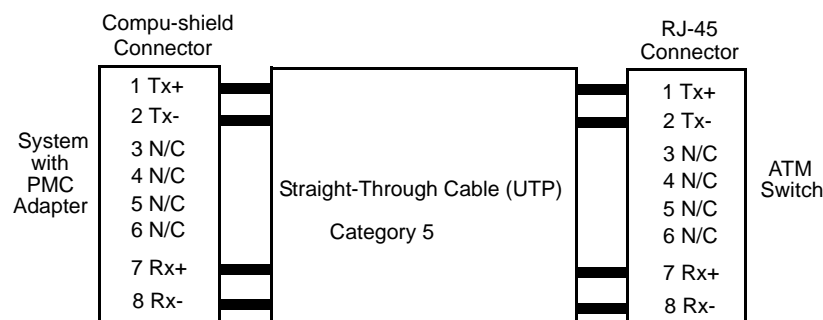 Compu-shield
Connector
RJ-45
Connector
System
with
PMC
Adapter
1 Tx+
2 Tx-
3 N/C
4 N/C
5 N/C
6 N/C
7 Rx+
8 Rx-
Straight-Through Cable (UTP)
Category 5
1 Tx+
2 Tx-
3 N/C
4 N/C
5 N/C
6 N/C
7 Rx+
8 Rx-
ATM
Switch